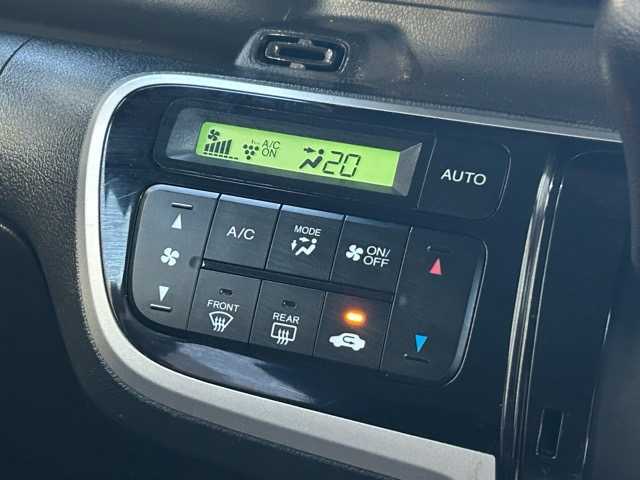 A/C
ON
20
AUTO
A/C
MODE
ON/
OFF
FRONT
REAR